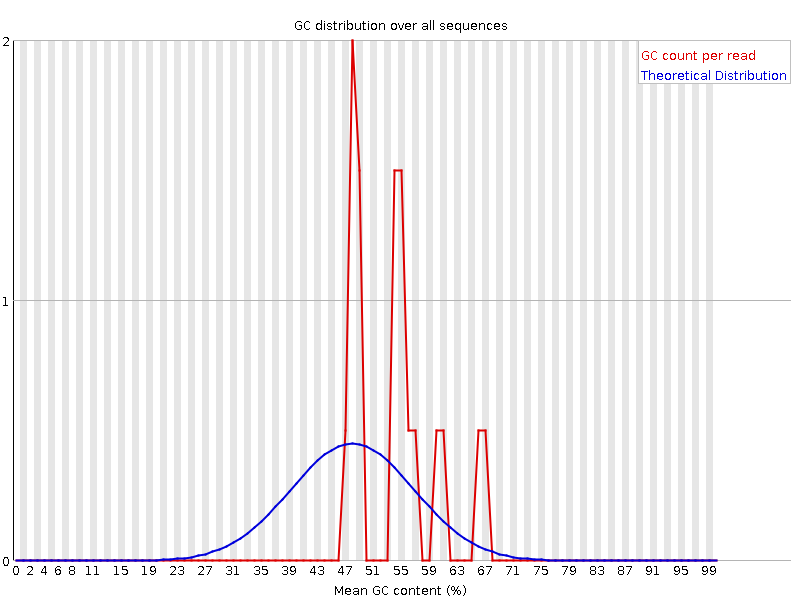 GC distribution over all sequences
2
GC count per read
Theoretical Distribution
1
0
0 2 4 6 8 11 15 19 23 27 31 35 39 43 47 51 55 59 63 67 71 75 79 83 87 91 95 99
Mean GC content (%)